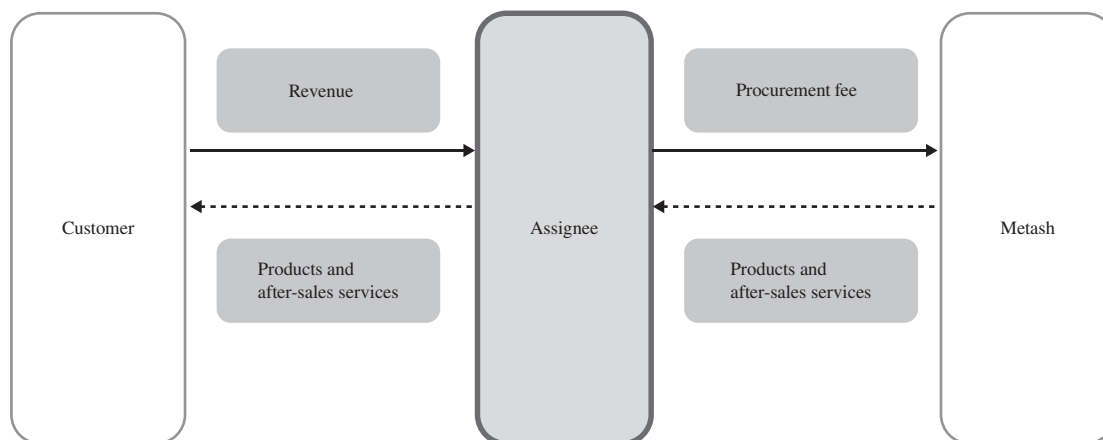 Revenue
Procurement fee
Customer
Assignee
Metash
Products and
after-sales services
Products and
after-sales services